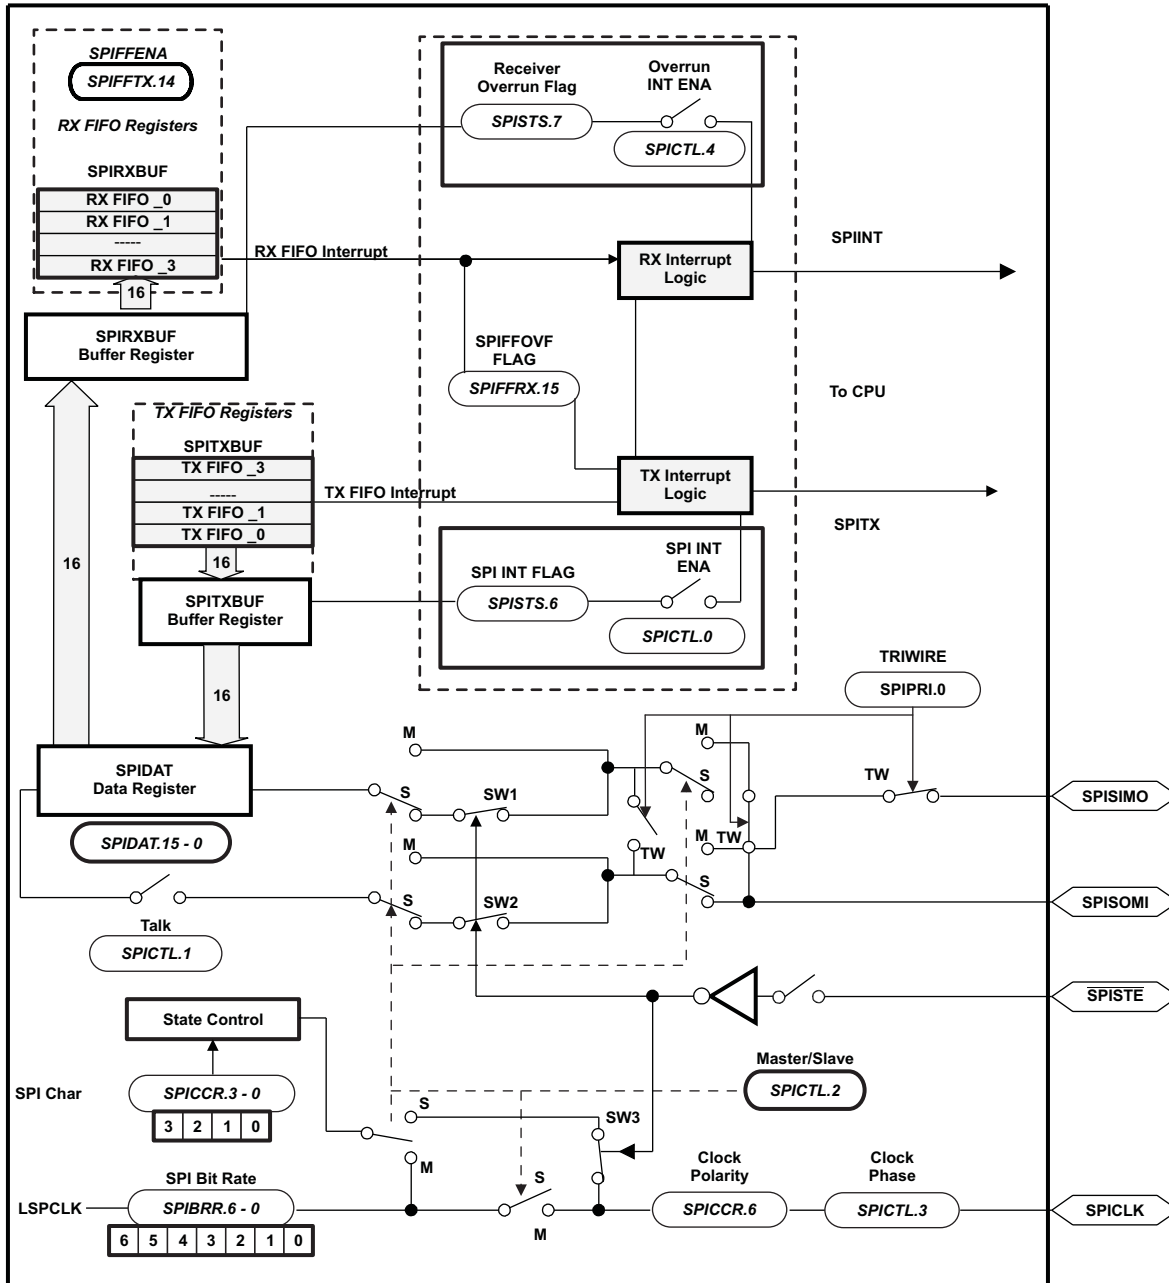 SPIFFENA
SPIFFTX.14
RX FIFO Registers
SPIRXBUF
RX FIFO _0
RX FIFO _1
-----
RX FIFO _3
16
SPIRXBUF
Buffer Register
RX FIFO Interrupt
Receiver
Overrun Flag
SPISTS.7
Overrun
INT ENA
SPICTL.4
RX Interrupt
Logic
SPIINT
SPIFFOVF
FLAG
SPIFFRX.15
To CPU
TX FIFO Registers
SPITXBUF
TX FIFO _3
-----
TX FIFO _1
TX FIFO _0
16
TX FIFO Interrupt
TX Interrupt
Logic
SPITX
16
SPITXBUF
Buffer Register
SPI INT FLAG
SPISTS.6
SPI INT
ENA
SPICTL.0
16
TRIWIRE
SPIPRI.0
SPIDAT
Data Register
SPIDAT.15 - 0
M
S
SW1
M
S
SW2
TW
M
S
M
TW
S
TW
SPISIMO
SPISOMI
Talk
SPICTL.1
SPISTE
State Control
Master/Slave
SPICTL.2
SPI Char
SPICCR.3 - 0
3 2 1 0
S
M
SW3
S
M
SPI Bit Rate
LSPCLK
SPIBRR.6 - 0
6 5 4 3 2 1 0
Clock
Polarity
SPICCR.6
Clock
Phase
SPICTL.3
SPICLK